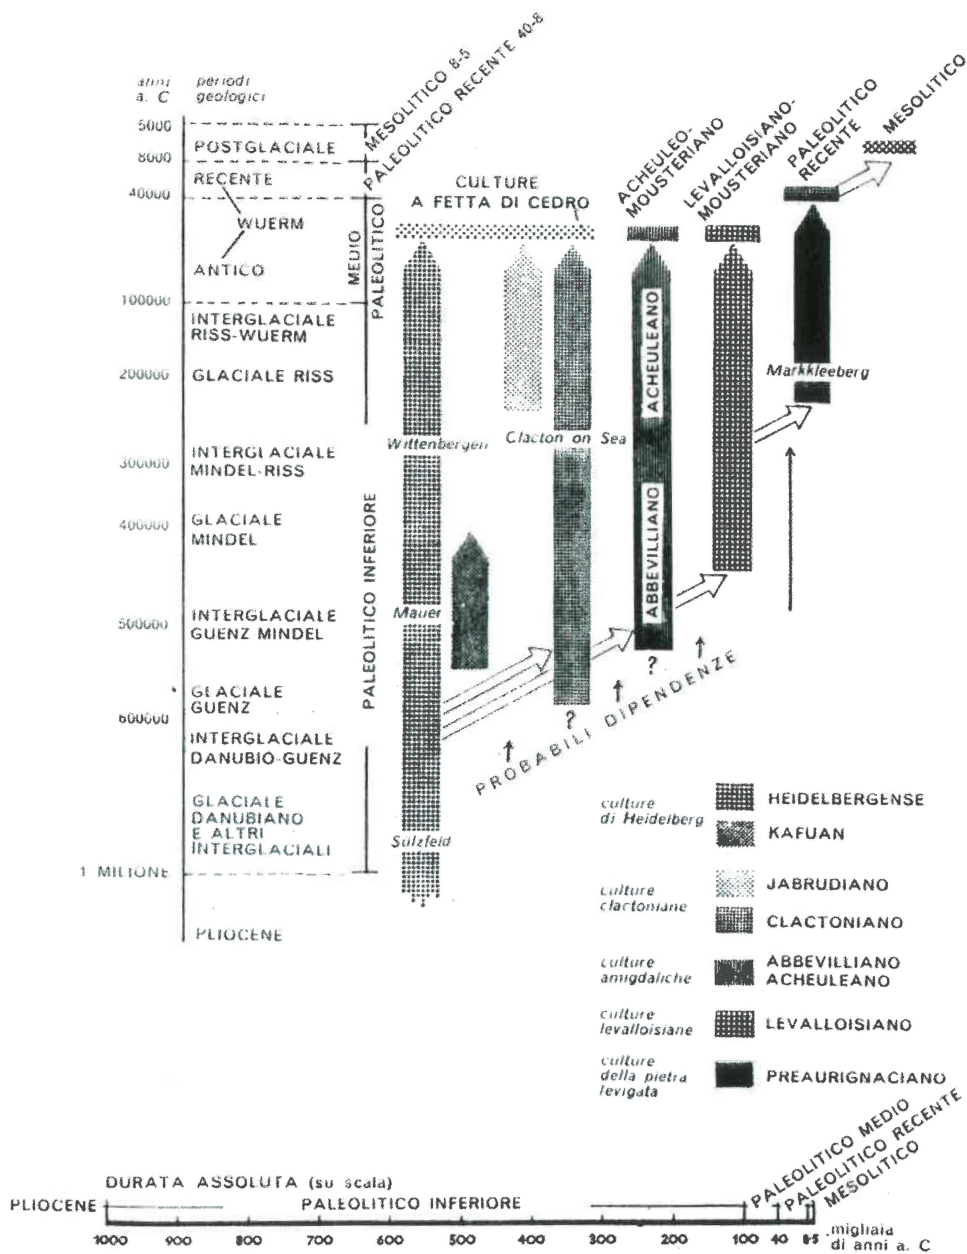 anni
a. C
periodi
geologici
MESOLITICO 8-5
PALEOLITICO RECENTE 40-8
5000
POSTGLACIALE
8000
RECENTE
40000
WUERM
ANTICO
100000
INTERGLACIALE
RISS-WUERM
200000
GLACIALE RISS
INTERGLACIALE
300000
MINDEL-RISS
GLACIALE
400000
MINDEL
INTERGLACIALE
500000
GUENZ MINDEL
GLACIALE
GUENZ
600000
INTERGLACIALE
DANUBIO-GUENZ
GLACIALE
DANUBIANO
E ALTRI
INTERGLACIALI
1 MILIONE
PLIOCENE
MEDIO
PALEOLITICO
PALEOLITICO INFERIORE
CULTURE
A FETTA DI CEDRO
ACHEULEO-
MOUSTERIANO
LEVALLOISIANO-
MOUSTERIANO
PALEOLITICO
RECENTE
MESOLITICO
Wittenbergen
Mauer
Sülzfeld
Clacton on Sea
ACHEULEANO
ABBEVILLIANO
Markkleeberg
?
?
PROBABILI DIPENDENZE
culture
di Heidelberg
HEIDELBERGENSE
KAFUAN
culture
clactoniane
JABRUDIANO
CLACTONIANO
culture
amigdaliche
ABBEVILLIANO
ACHEULEANO
culture
levalloisiane
LEVALLOISIANO
culture
della pietra
levigata
PREAURIGNACIANO
DURATA ASSOLUTA (su scala)
PLIOCENE
PALEOLITICO INFERIORE
PALEOLITICO MEDIO
PALEOLITICO RECENTE
MESOLITICO
1000 900 800 700 600 500 400 300 200 100 40 8-5
migliaia
di anni a. C